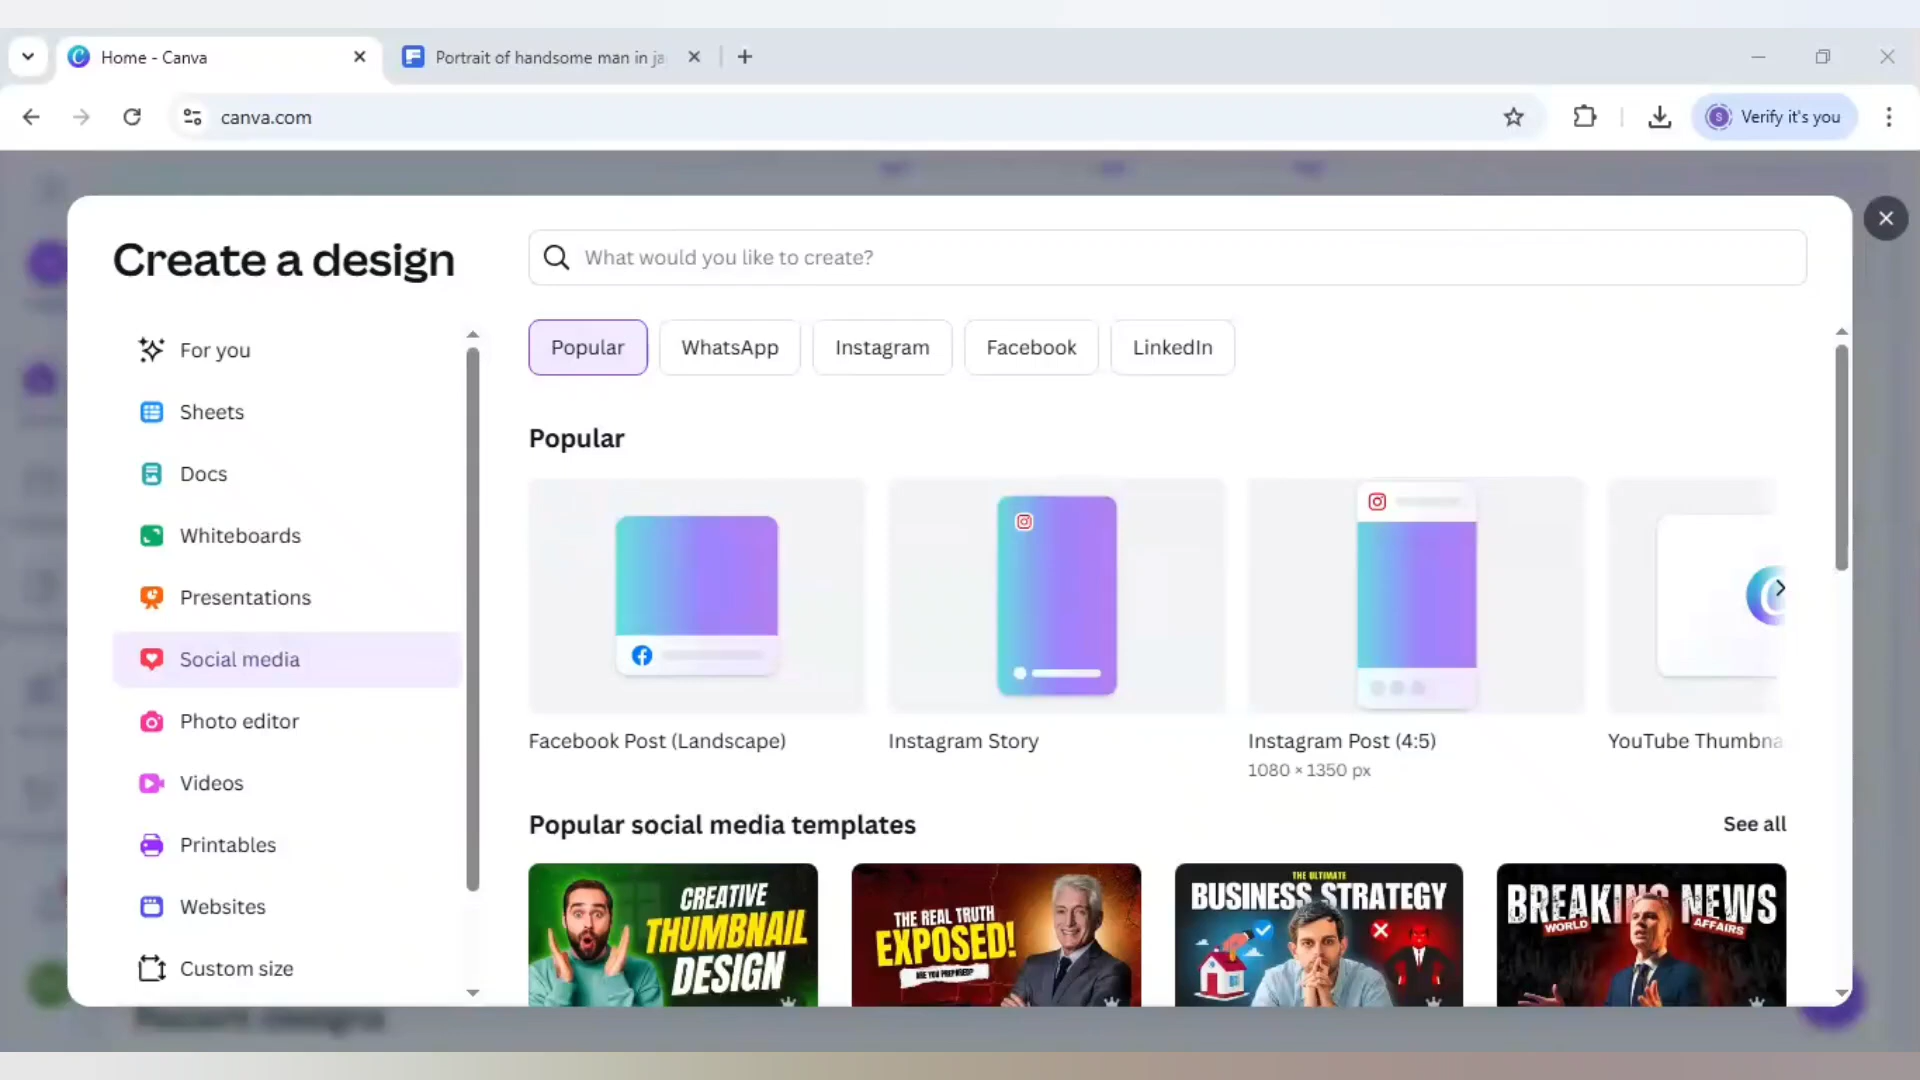 Home - Canva
Portrait of handsome man in ja
canva.com
S
Verify it's you
Create a design
What would you like to create?
For you
Sheets
Docs
Whiteboards
Presentations
Social media
Photo editor
Videos
Printables
Websites
Custom size
Popular
WhatsApp
Instagram
Facebook
LinkedIn
Popular
Facebook Post (Landscape)
Instagram Story
Instagram Post (4:5)
1080 × 1350 px
YouTube Thumbna
Popular social media templates
See all
CREATIVE
THUMBNAIL
DESIGN
THE REAL TRUTH
EXPOSED!
ARE YOU PREPARED?
THE ULTIMATE
BUSINESS STRATEGY
BREAKING NEWS
WORLD AFFAIRS